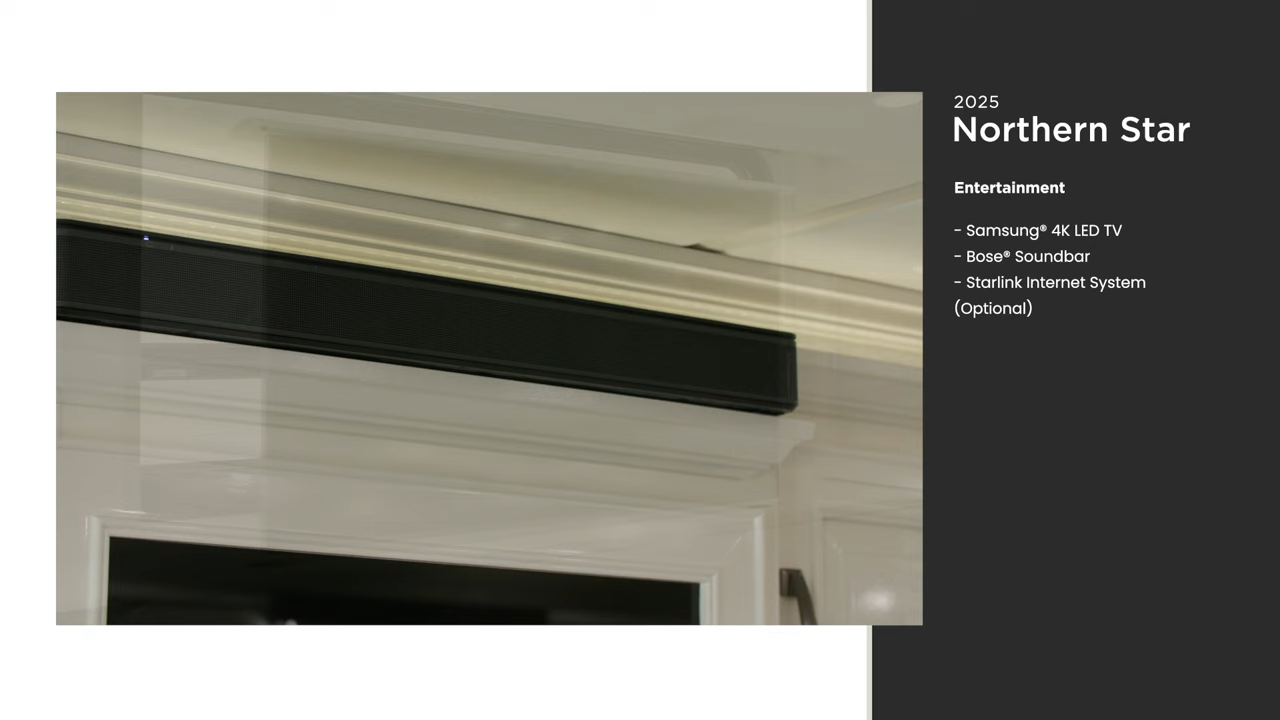 2025
Northern Star
Entertainment
- Samsung® 4K LED TV
- Bose® Soundbar
- Starlink Internet System
(Optional)